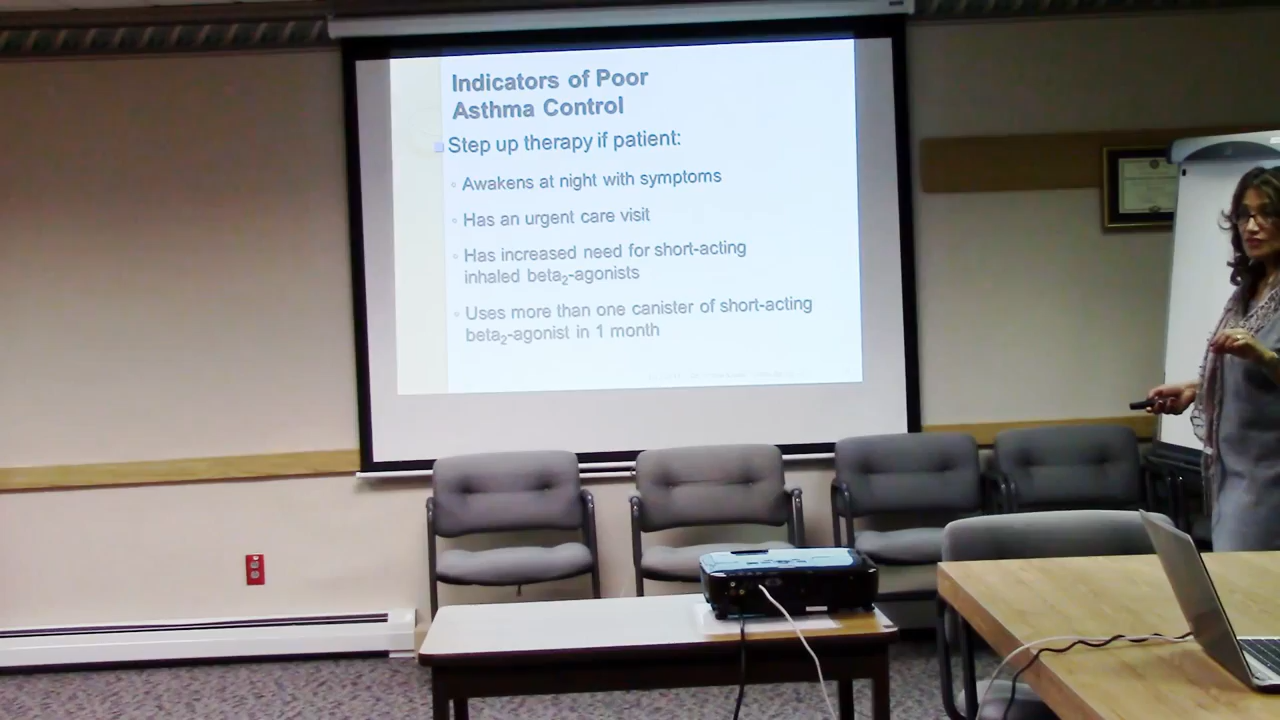 Indicators of Poor
Asthma Control
Step up therapy if patient:
◦ Awakens at night with symptoms
◦ Has an urgent care visit
◦ Has increased need for short-acting
inhaled beta₂-agonists
◦ Uses more than one canister of short-acting
beta₂-agonist in 1 month